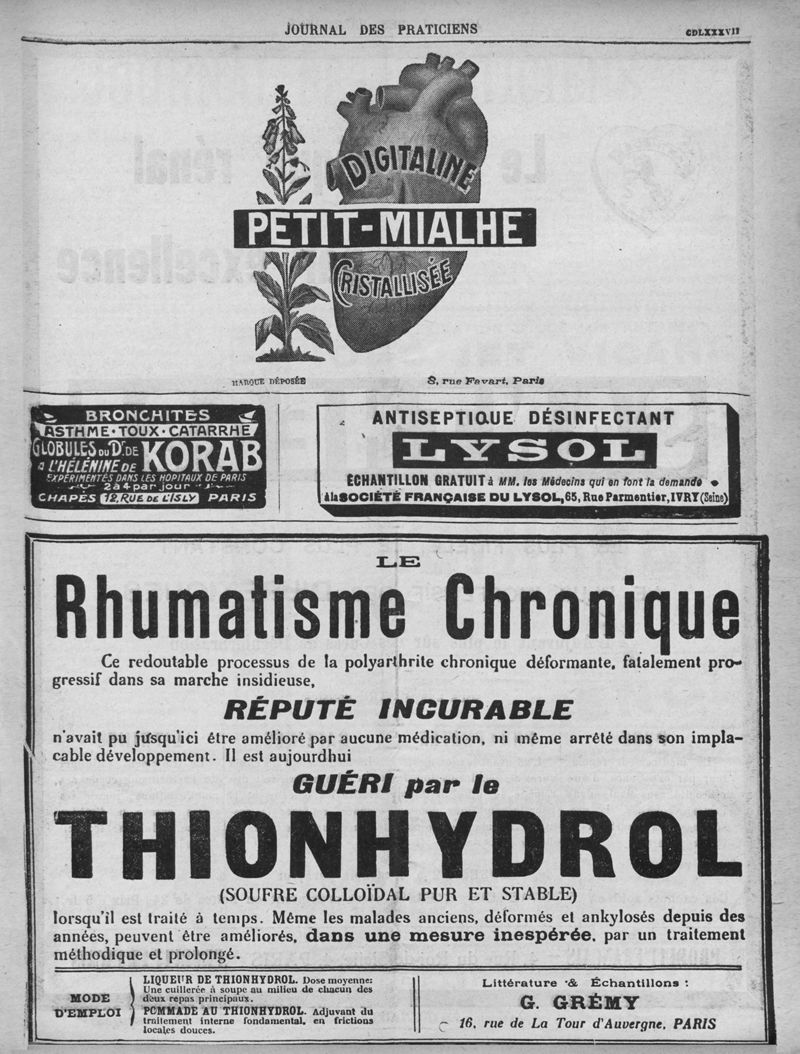 JOURNAL DES PRATICIENS
CDLXXXVII
DIGITALINE
PETIT-MIALHE
CRISTALLISÉE
MARQUE DÉPOSÉE
8, rue Favart, Paris
BRONCHITES
ASTHME • TOUX • CATARRHE
GLOBULES DU Dr. DE
à L'HÉLÉNINE DE KORAB
EXPÉRIMENTÉS DANS LES HOPITAUX DE PARIS
2 à 4 par jour
CHAPÈS 12, RUE DE L'ISLY PARIS
ANTISEPTIQUE DÉSINFECTANT
LYSOL
ÉCHANTILLON GRATUIT à MM. les Médecins qui en font la demande
à la SOCIÉTÉ FRANÇAISE DU LYSOL, 65, Rue Parmentier, IVRY (Seine)
LE
Rhumatisme Chronique
Ce redoutable processus de la polyarthrite chronique déformante, fatalement pro-
gressif dans sa marche insidieuse,
RÉPUTÉ INCURABLE
n'avait pu jusqu'ici être amélioré par aucune médication, ni même arrêté dans son impla-
cable développement. Il est aujourd'hui
GUÉRI par le
THIONHYDROL
(SOUFRE COLLOÏDAL PUR ET STABLE)
lorsqu'il est traité à temps. Même les malades anciens, déformés et ankylosés depuis des
années, peuvent être améliorés, dans une mesure inespérée, par un traitement
méthodique et prolongé.
MODE
D'EMPLOI
LIQUEUR DE THIONHYDROL. Dose moyenne:
Une cuillerée à soupe au milieu de chacun des
deux repas principaux.
POMMADE AU THIONHYDROL. Adjuvant du
traitement interne fondamental, en frictions
locales douces.
Littérature & Échantillons :
G. GRÉMY
16, rue de La Tour d'Auvergne, PARIS